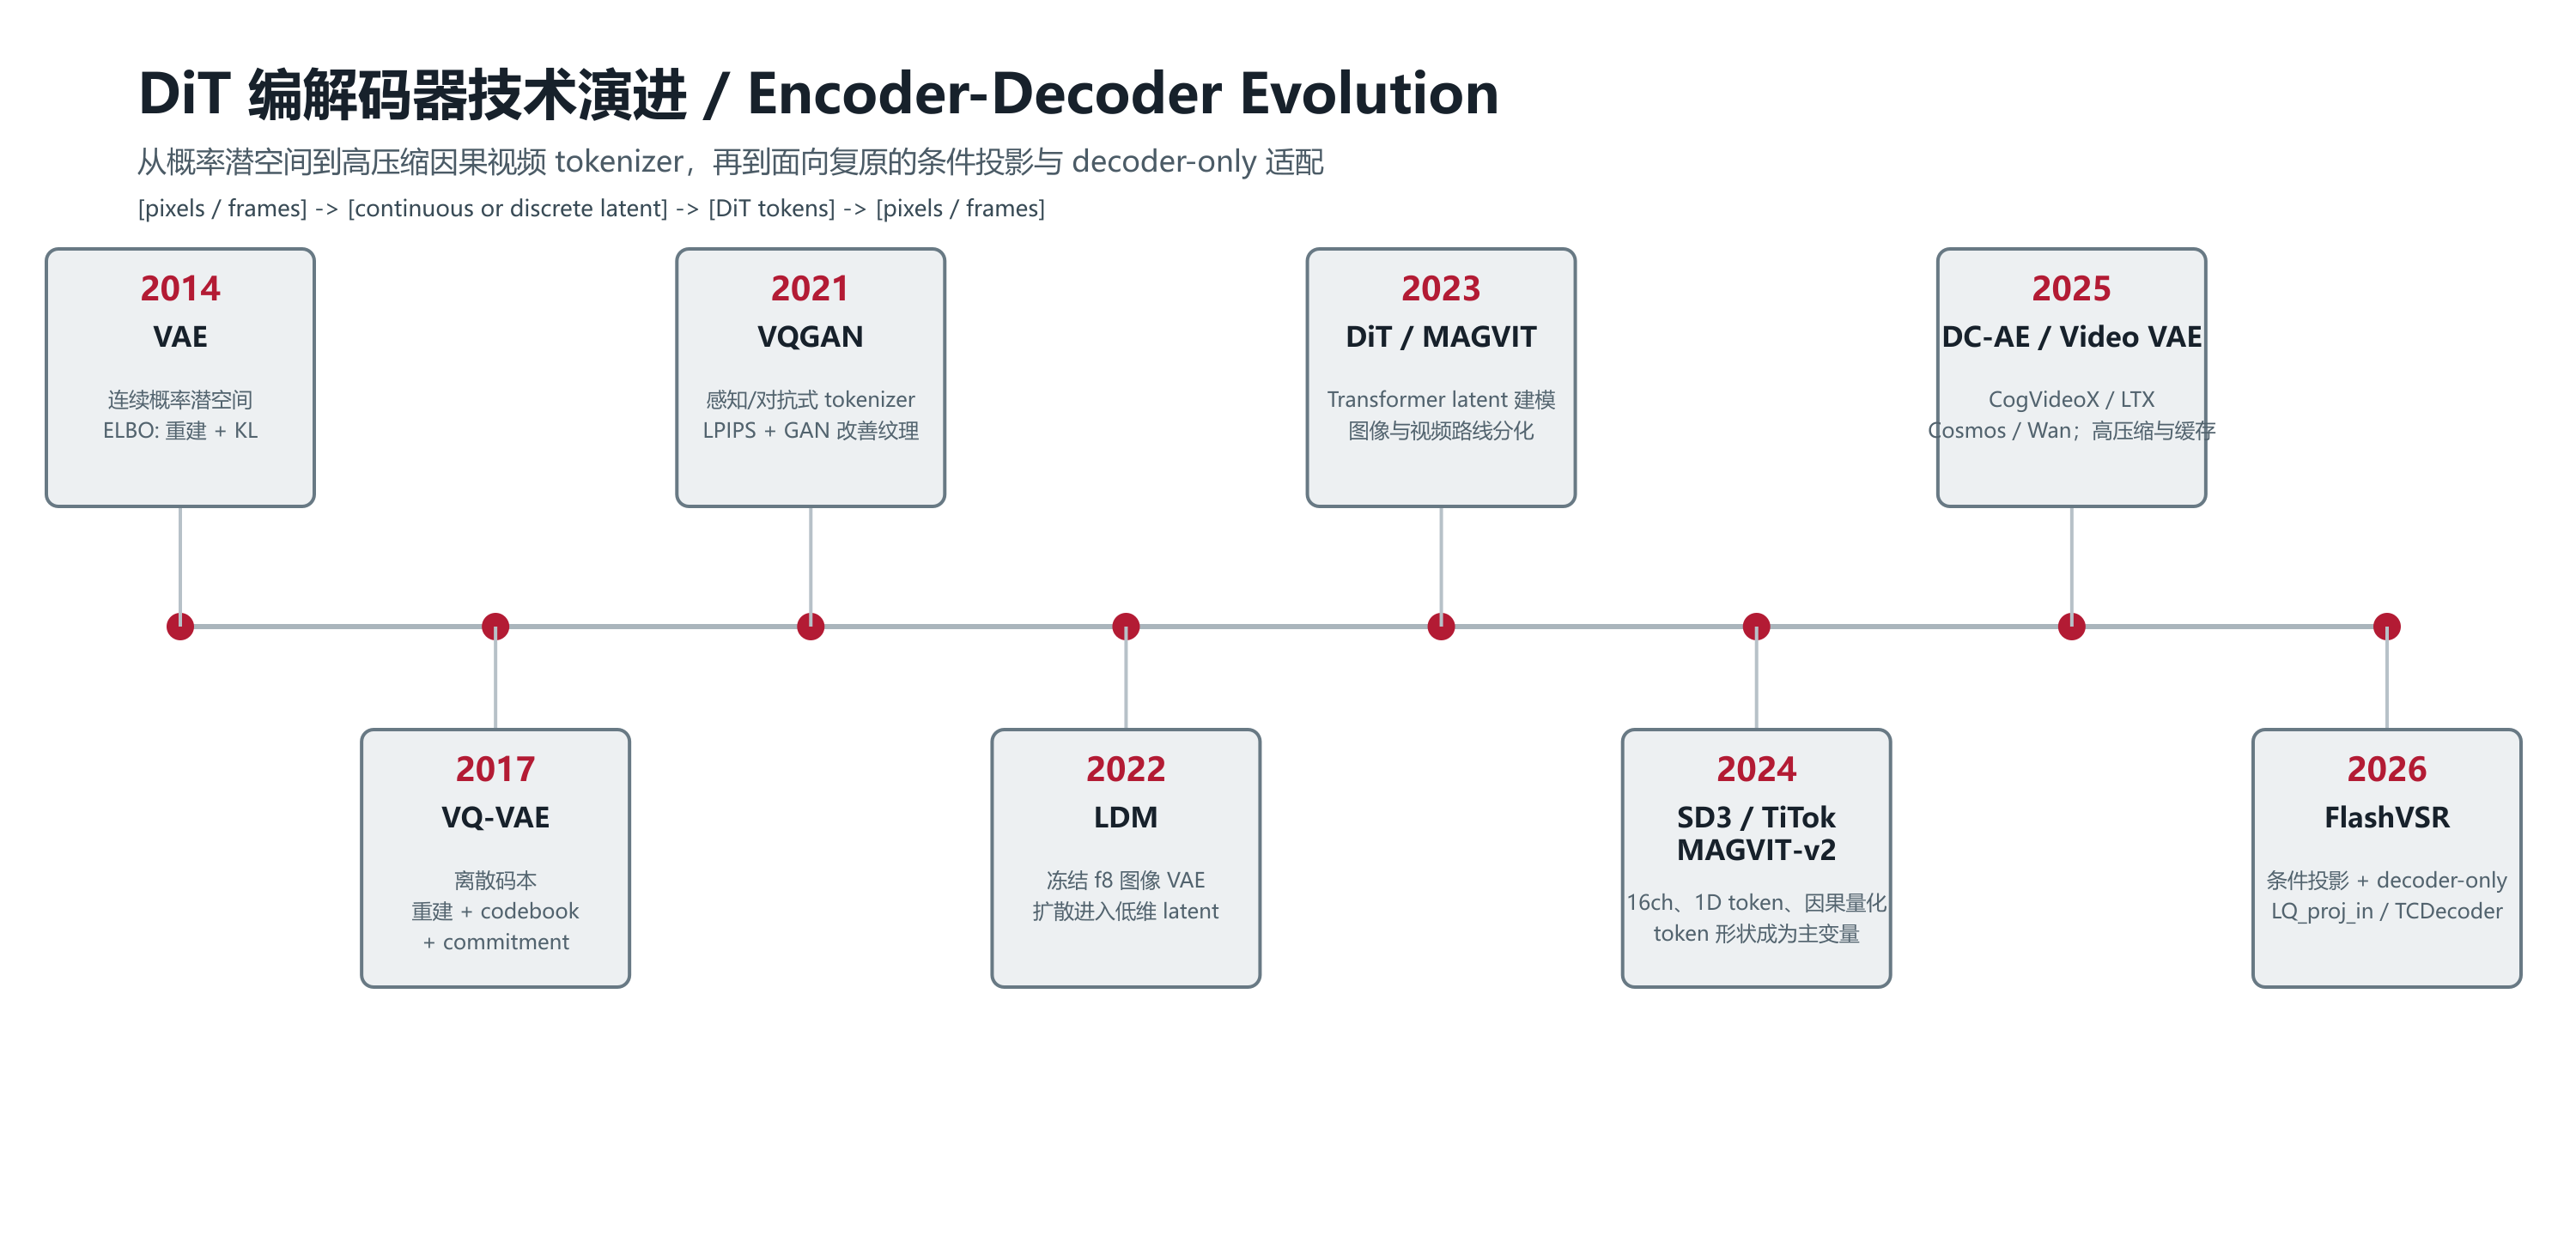 DiT 编解码器技术演进 / Encoder-Decoder Evolution
从概率潜空间到高压缩因果视频 tokenizer，再到面向复原的条件投影与 decoder-only 适配
[pixels / frames] -> [continuous or discrete latent] -> [DiT tokens] -> [pixels / frames]
2014
VAE
连续概率潜空间
ELBO: 重建 + KL
2017
VQ-VAE
离散码本
重建 + codebook
+ commitment
2021
VQGAN
感知/对抗式 tokenizer
LPIPS + GAN 改善纹理
2022
LDM
冻结 f8 图像 VAE
扩散进入低维 latent
2023
DiT / MAGVIT
Transformer latent 建模
图像与视频路线分化
2024
SD3 / TiTok
MAGVIT-v2
16ch、1D token、因果量化
token 形状成为主变量
2025
DC-AE / Video VAE
CogVideoX / LTX
Cosmos / Wan；高压缩与缓存
2026
FlashVSR
条件投影 + decoder-only
LQ_proj_in / TCDecoder